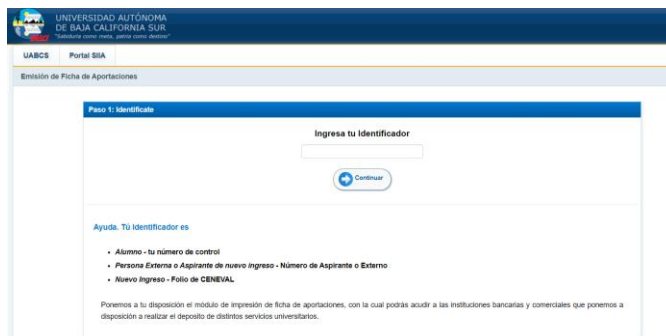 UNIVERSIDAD AUTÓNOMA
DE BAJA CALIFORNIA SUR
"Sabiduría como meta, patria como destino"
UABCS Portal SIIA
Emisión de Ficha de Aportaciones
Paso 1: Identifícate
Ingresa tu Identificador
Continuar
Ayuda. Tú Identificador es
• Alumno - tu número de control
• Persona Externa o Aspirante de nuevo ingreso - Número de Aspirante o Externo
• Nuevo Ingreso - Folio de CENEVAL
Ponemos a tu disposición el módulo de impresión de ficha de aportaciones, con la cual podrás acudir a las instituciones bancarias y comerciales que ponemos a
disposición a realizar el deposito de distintos servicios universitarios.